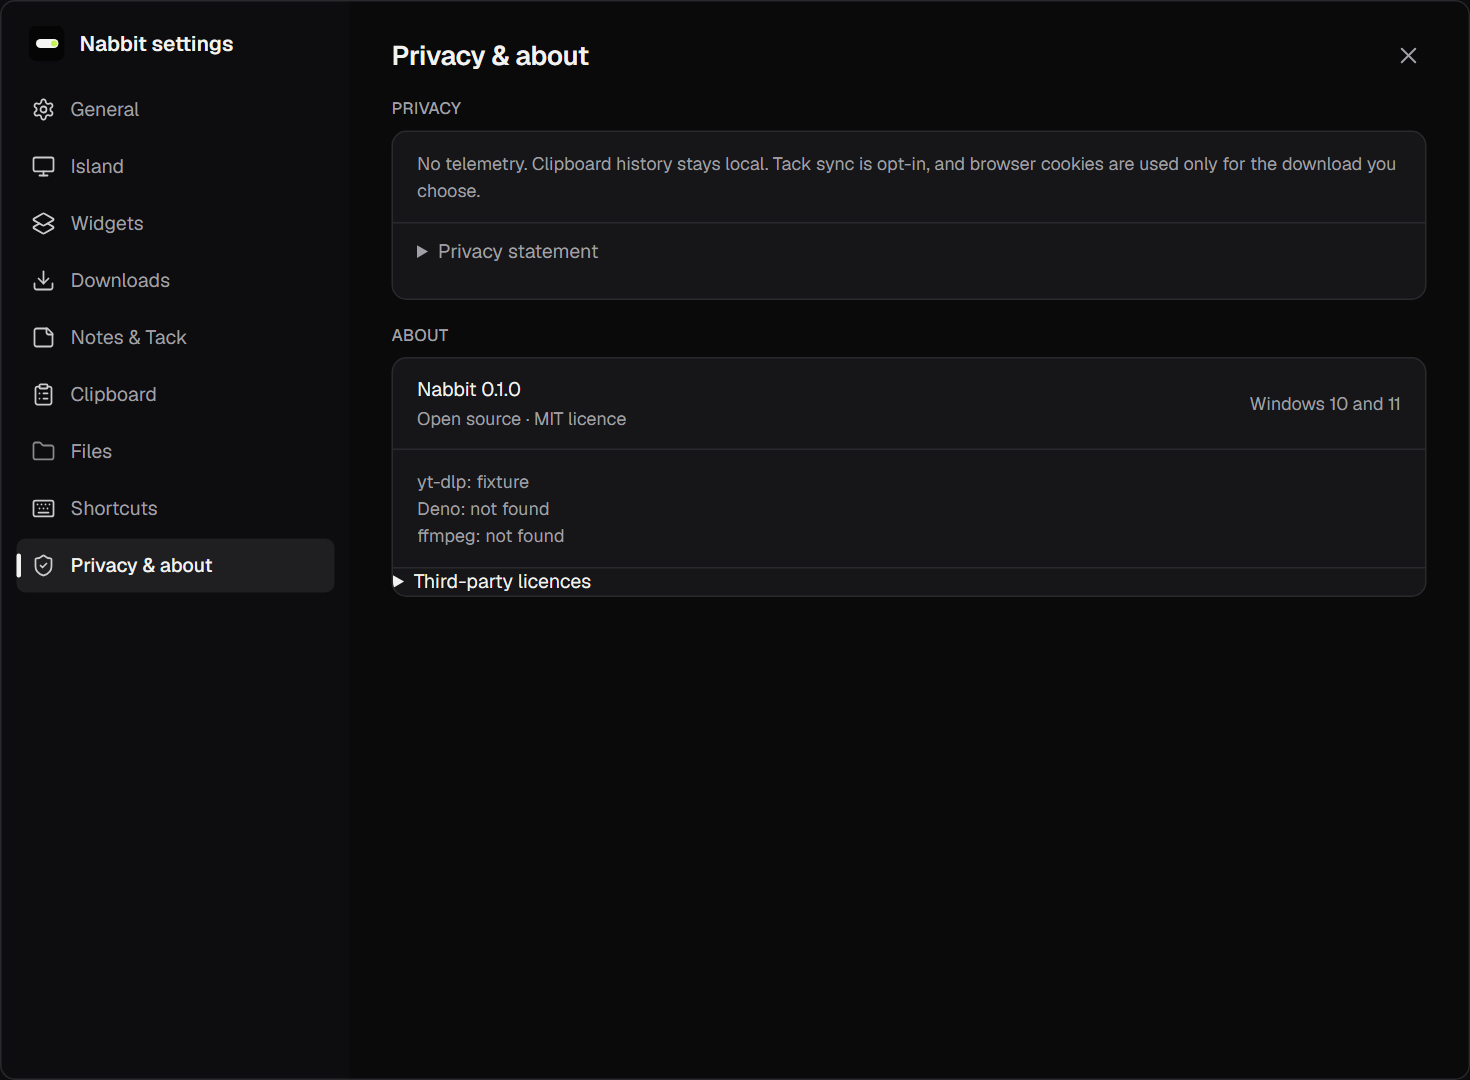 Nabbit settings
General
Island
Widgets
Downloads
Notes & Tack
Clipboard
Files
Shortcuts
Privacy & about
Privacy & about
PRIVACY
No telemetry. Clipboard history stays local. Tack sync is opt-in, and browser cookies are used only for the download you
choose.
Privacy statement
ABOUT
Nabbit 0.1.0
Open source · MIT licence
Windows 10 and 11
yt-dlp: fixture
Deno: not found
ffmpeg: not found
Third-party licences